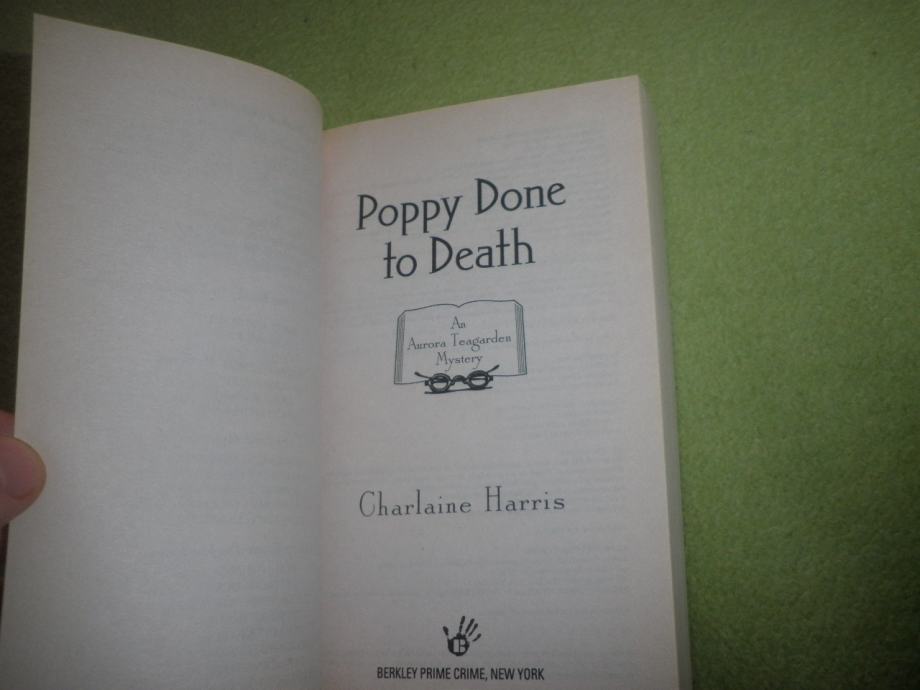 Poppy Done
to Death
An
Aurora Teagarden
Mystery
Charlaine Harris
B
BERKLEY PRIME CRIME, NEW YORK